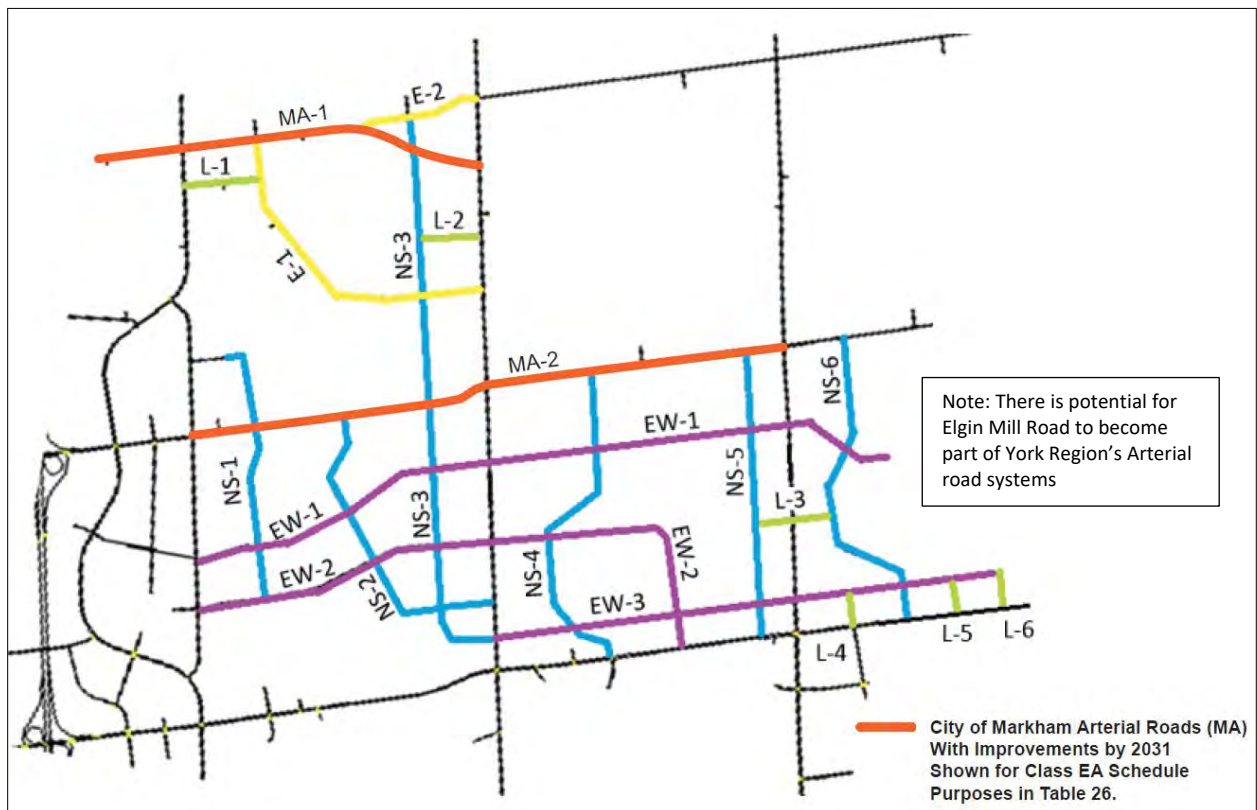 E-2
MA-1
L-1
L-2
NS-3
E-1
MA-2
NS-6
Note: There is potential for
Elgin Mill Road to become
part of York Region's Arterial
road systems
EW-1
NS-1
NS-5
NS-3
L-3
EW-1
EW-2
NS-2
NS-4
EW-2
EW-3
L-4
L-5
L-6
City of Markham Arterial Roads (MA)
With Improvements by 2031
Shown for Class EA Schedule
Purposes in Table 26.